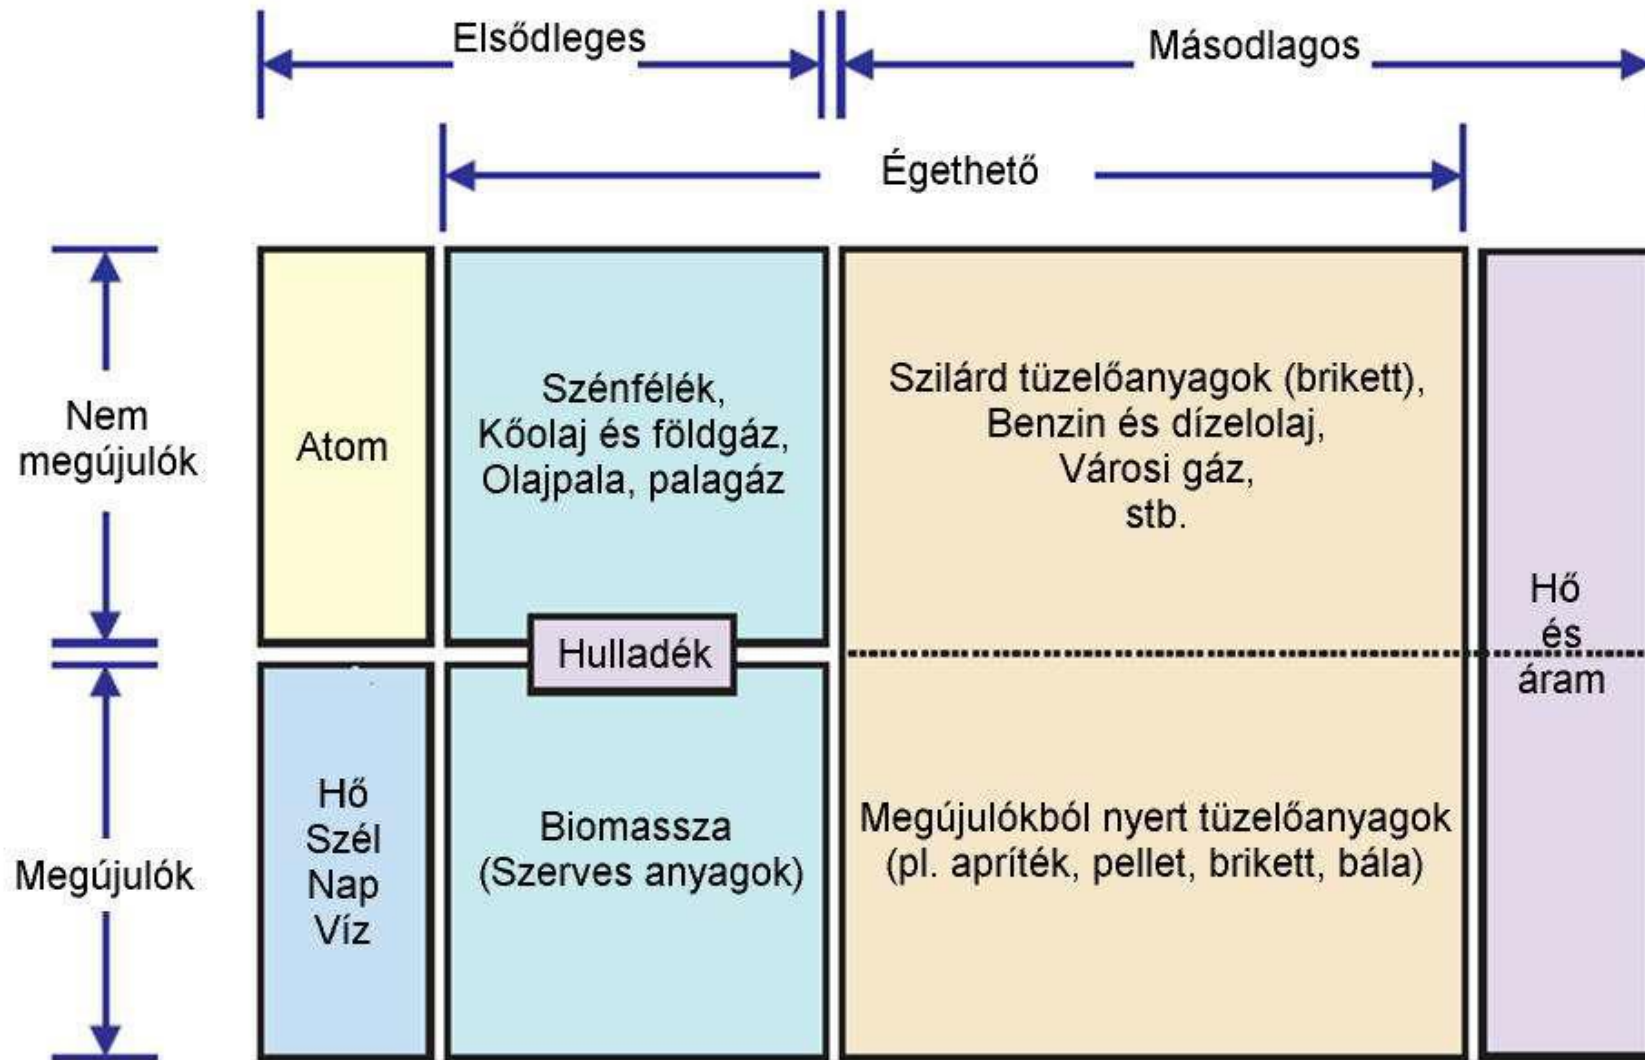 Elsődleges
Másodlagos
Égethető
Nem
megújulók
Atom
Szénfélék,
Kőolaj és földgáz,
Olajpala, palagáz
Szilárd tüzelőanyagok (brikett),
Benzin és dízelolaj,
Városi gáz,
stb.
Hő
és
áram
Hulladék
Megújulók
Hő
Szél
Nap
Víz
Biomassza
(Szerves anyagok)
Megújulókból nyert tüzelőanyagok
(pl. apríték, pellet, brikett, bála)